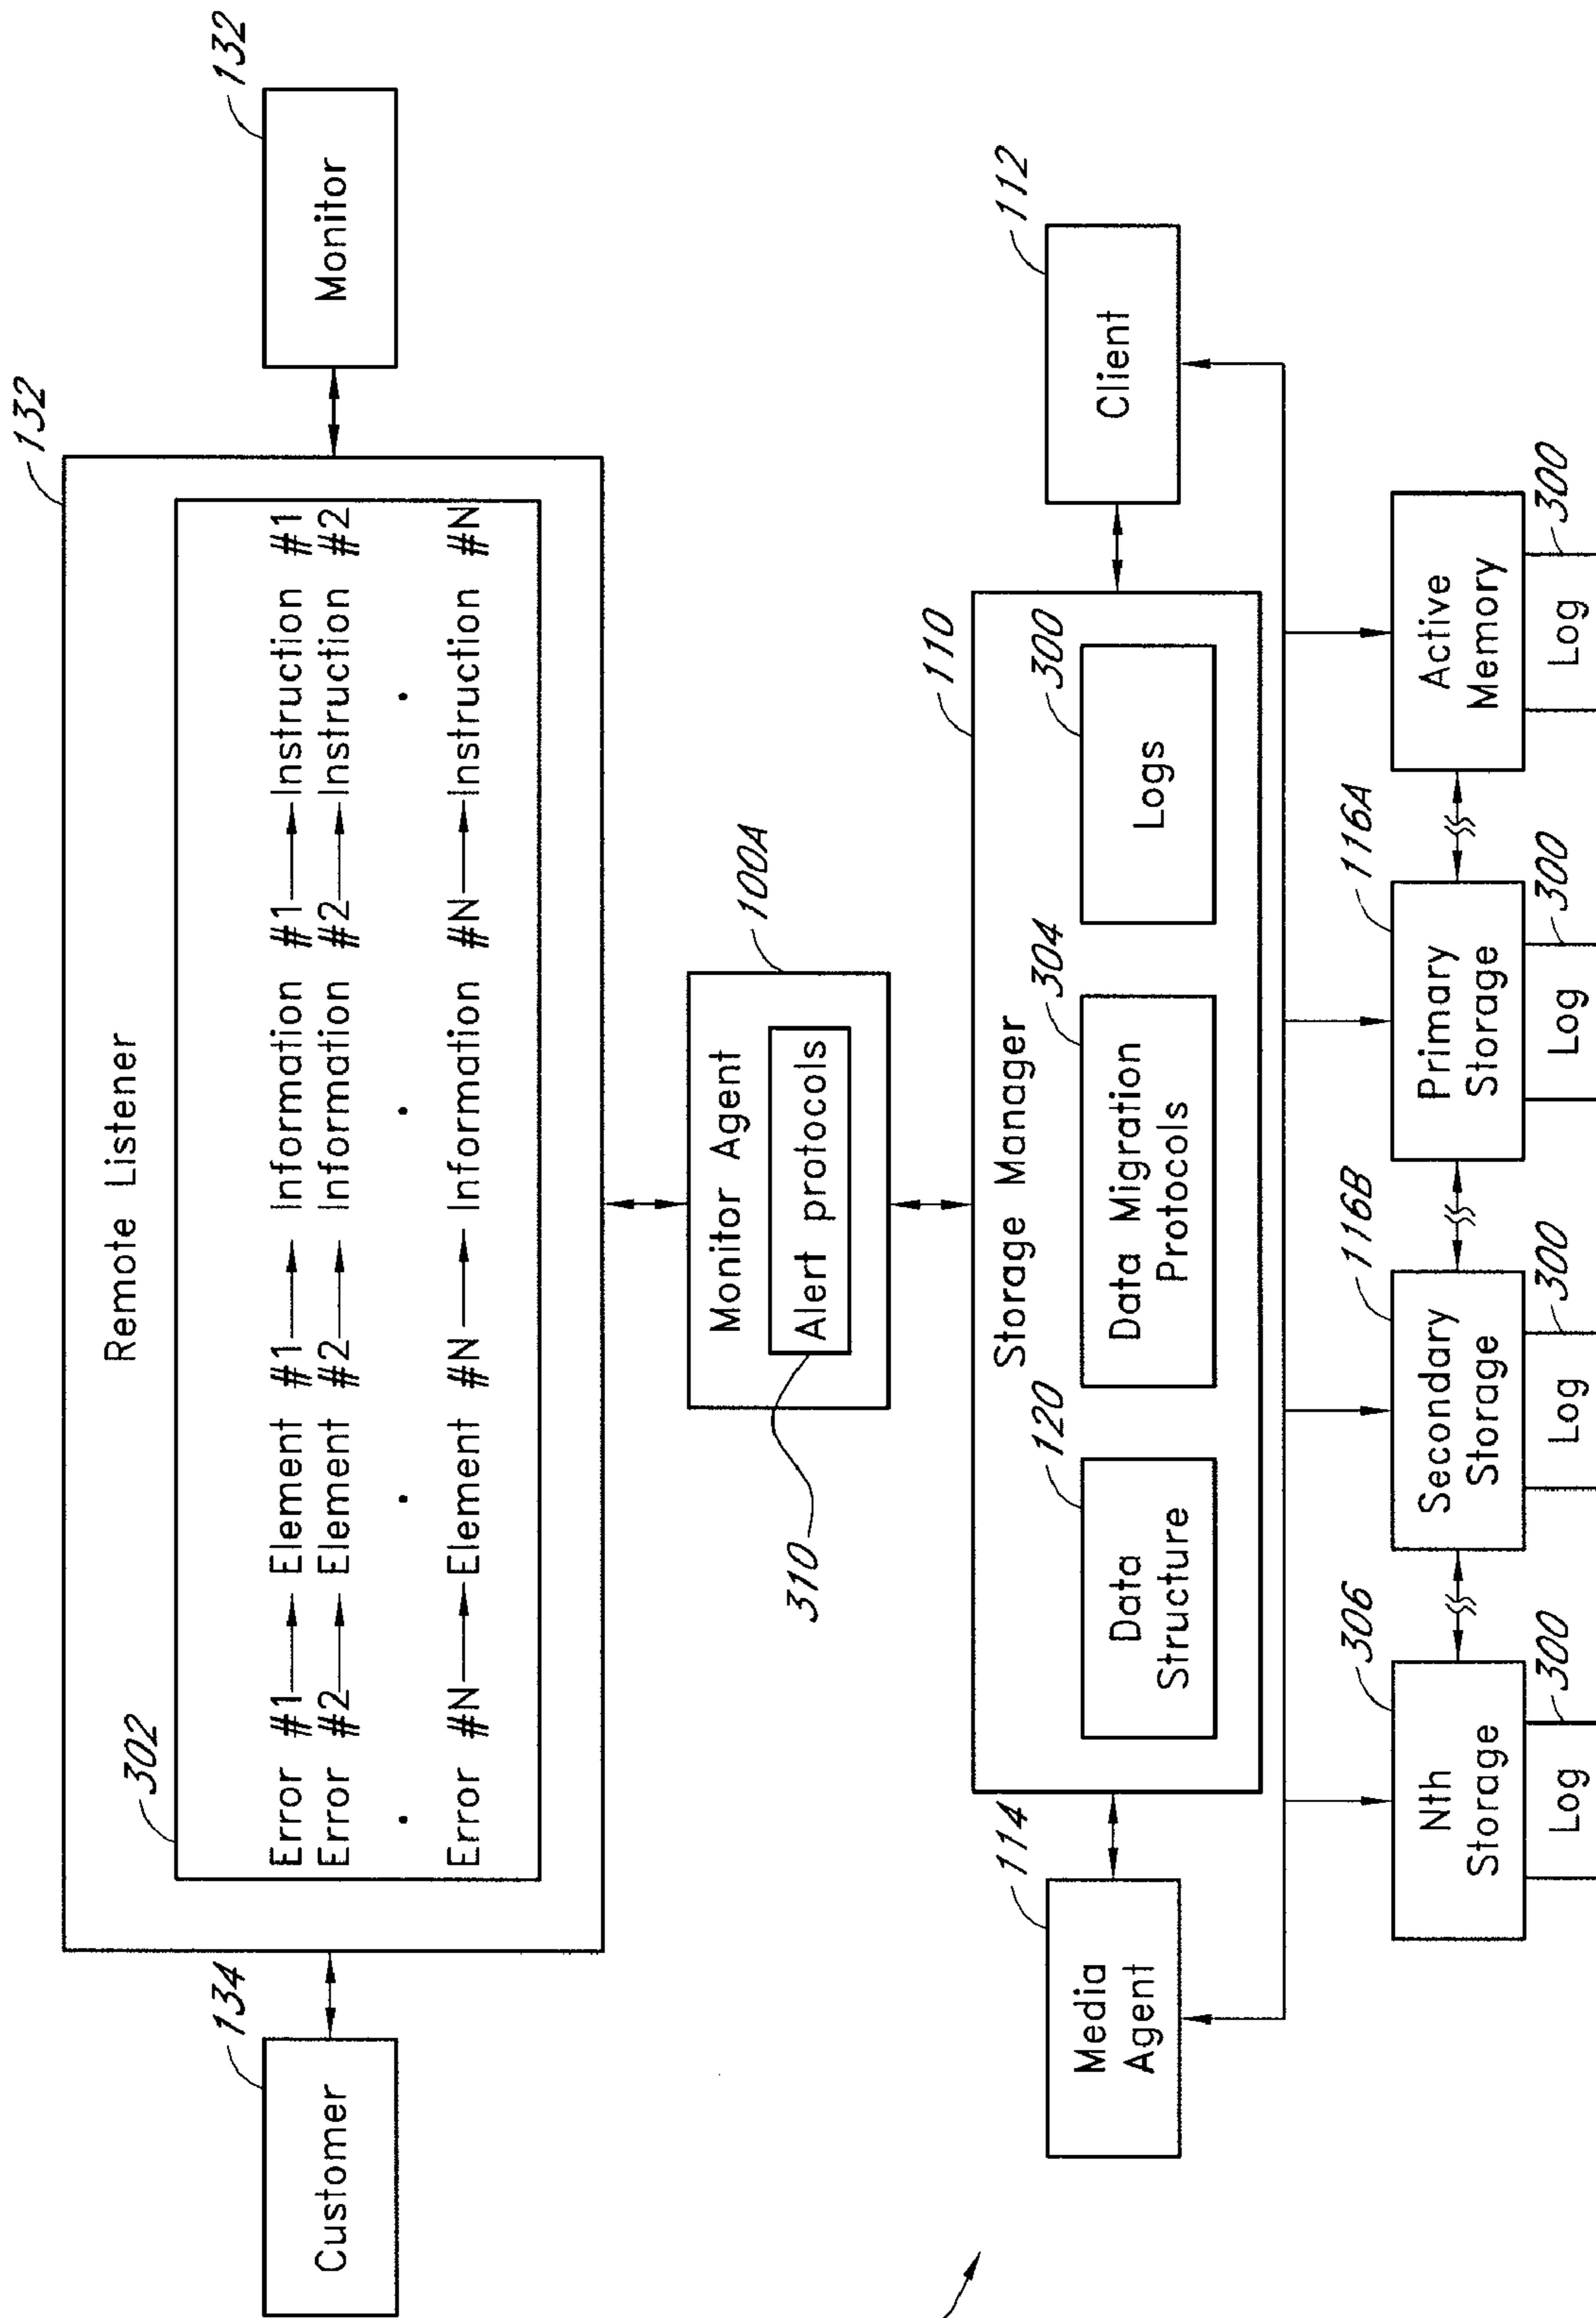 132
Remote Listener
302
Error #1 Element #1 Information #1 Instruction #1
Error #2 Element #2 Information #2 Instruction #2
. . . .
Error #N Element #N Information #N Instruction #N
134
Customer
132
Monitor
100A
Monitor Agent
Alert protocols
310
110
Storage Manager
120
Data
Structure
304
Data Migration
Protocols
300
Logs
114
Media
Agent
112
Client
306
Nth
Storage
300
Log
116B
Secondary
Storage
300
Log
116A
Primary
Storage
300
Log
Active
Memory
300
Log